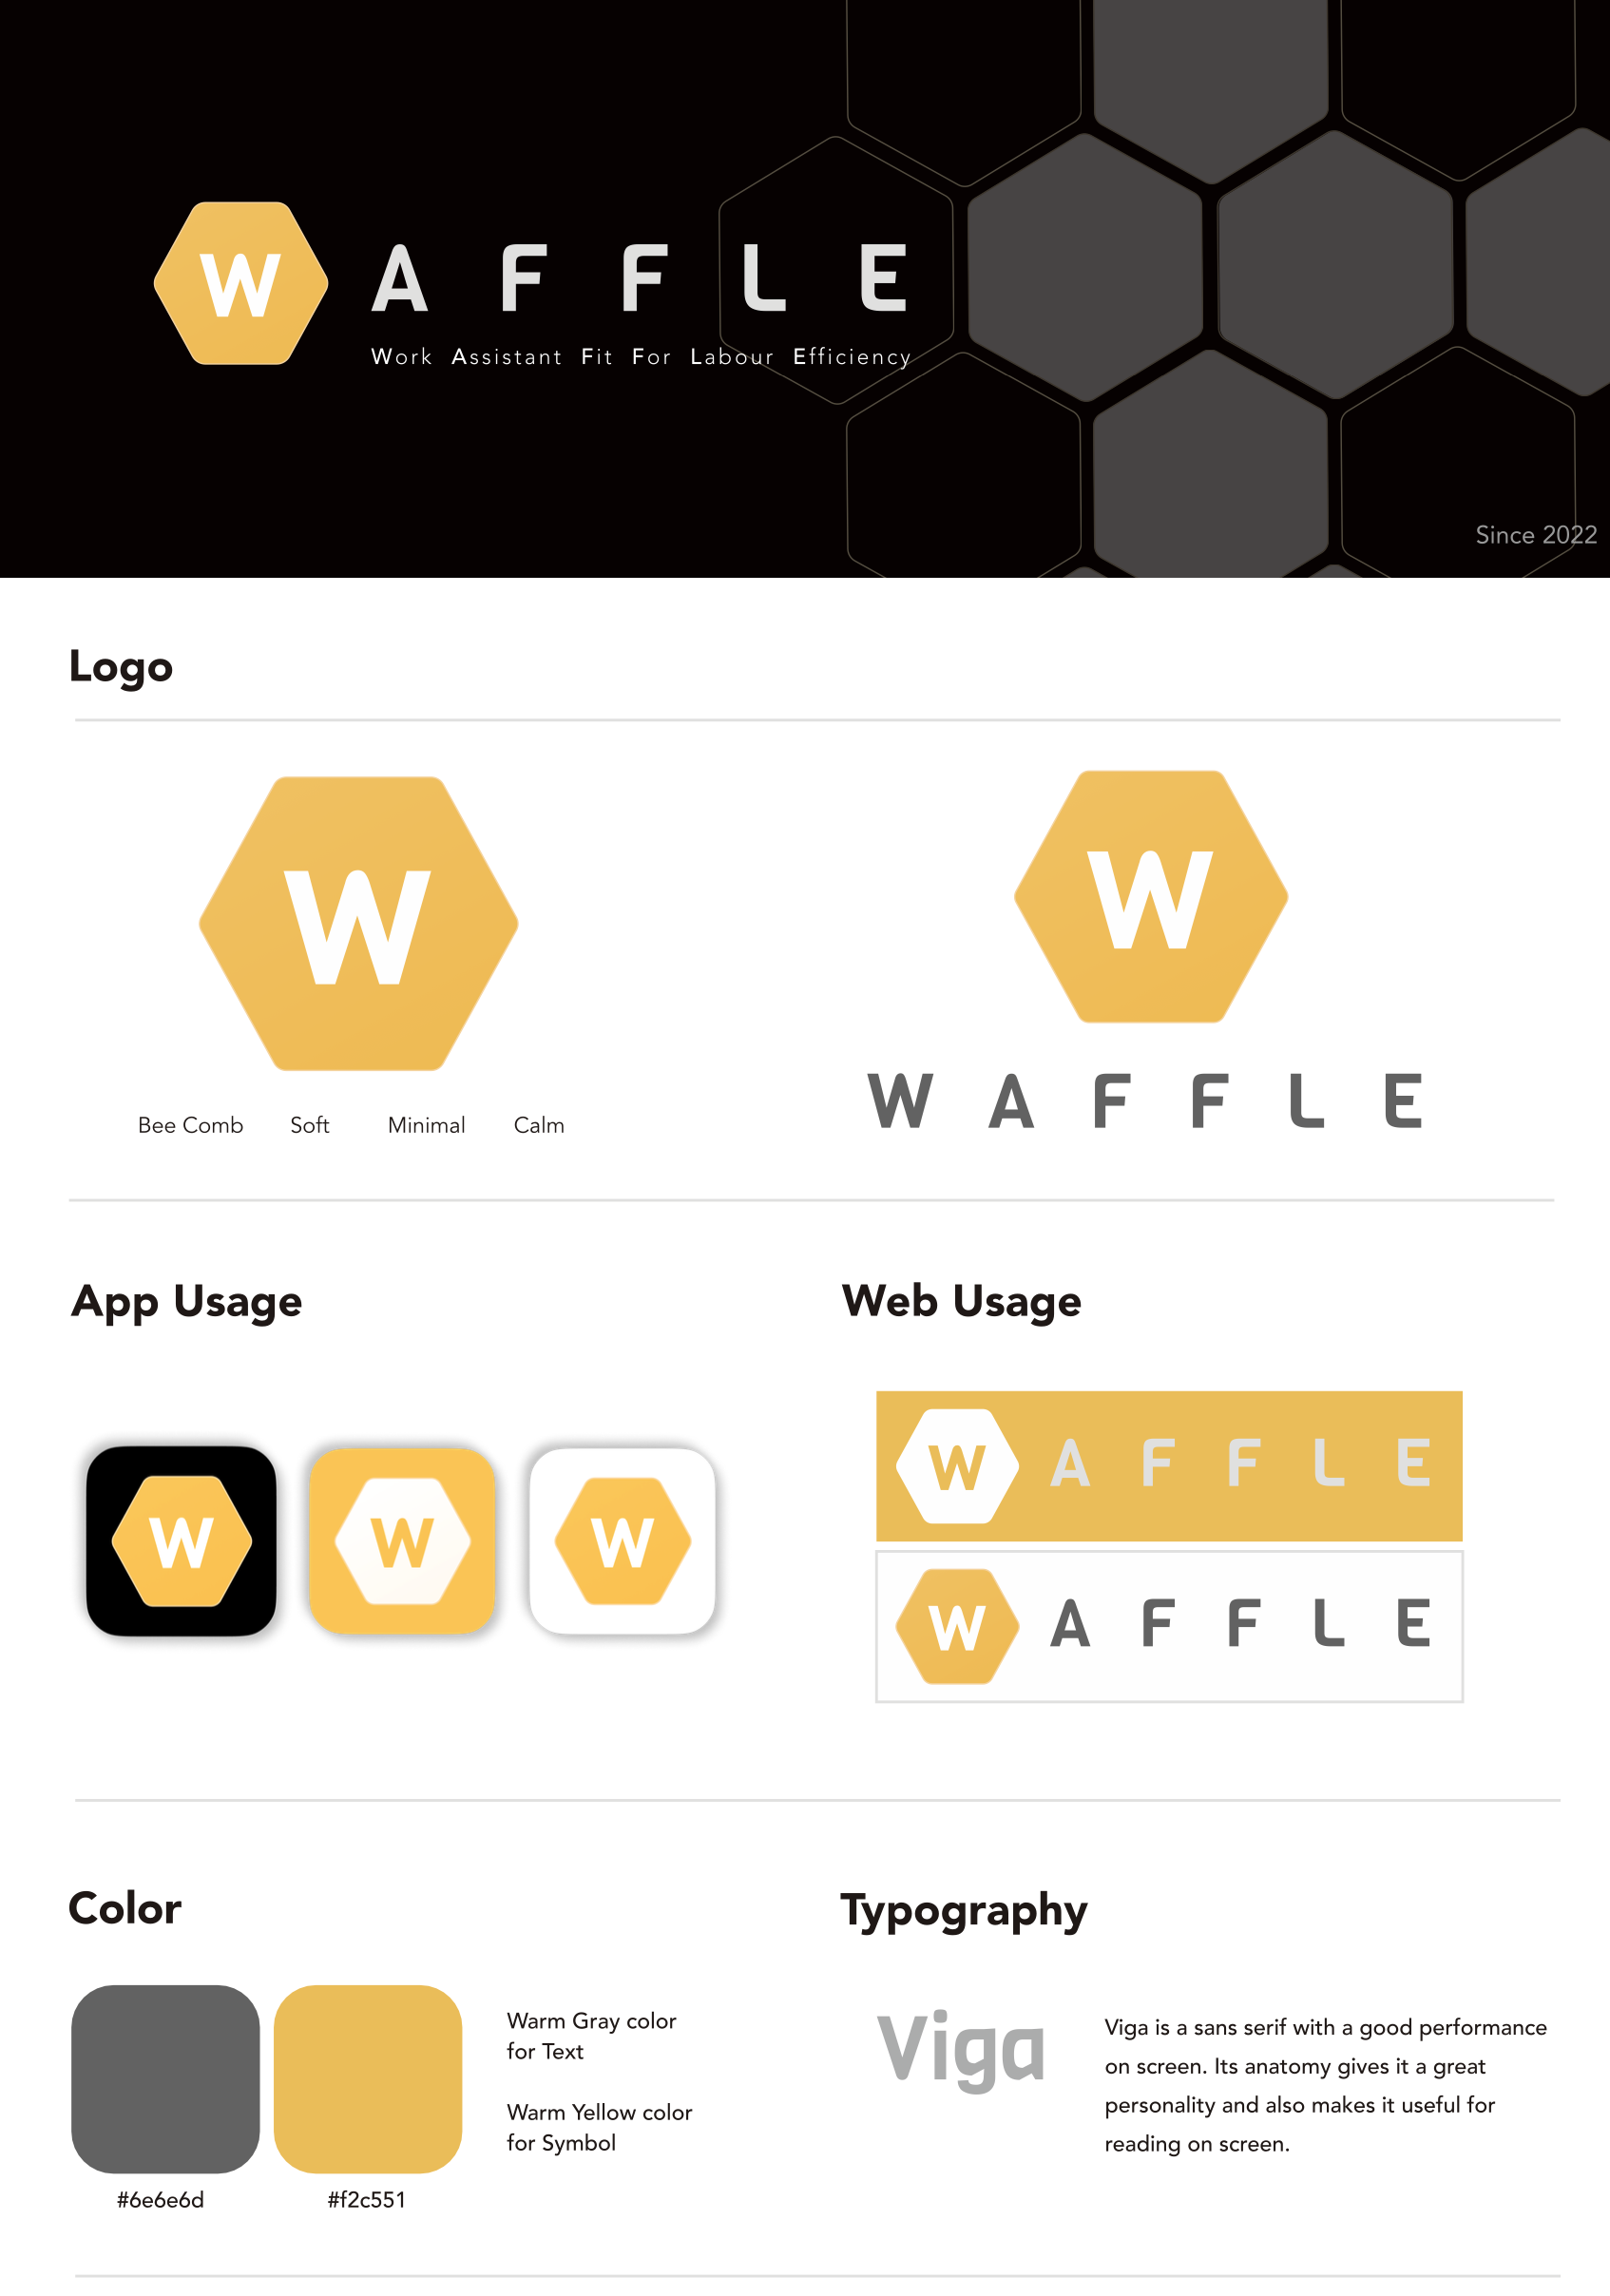 W A F F L E
Work Assistant Fit For Labour Efficiency
Since 2022
Logo
W
W
Bee Comb Soft Minimal Calm
W A F F L E
App Usage
Web Usage
W W W
W A F F L E
W A F F L E
Color
Typography
Warm Gray color
for Text
Warm Yellow color
for Symbol
#6e6e6d #f2c551
Viga
Viga is a sans serif with a good performance
on screen. Its anatomy gives it a great
personality and also makes it useful for
reading on screen.